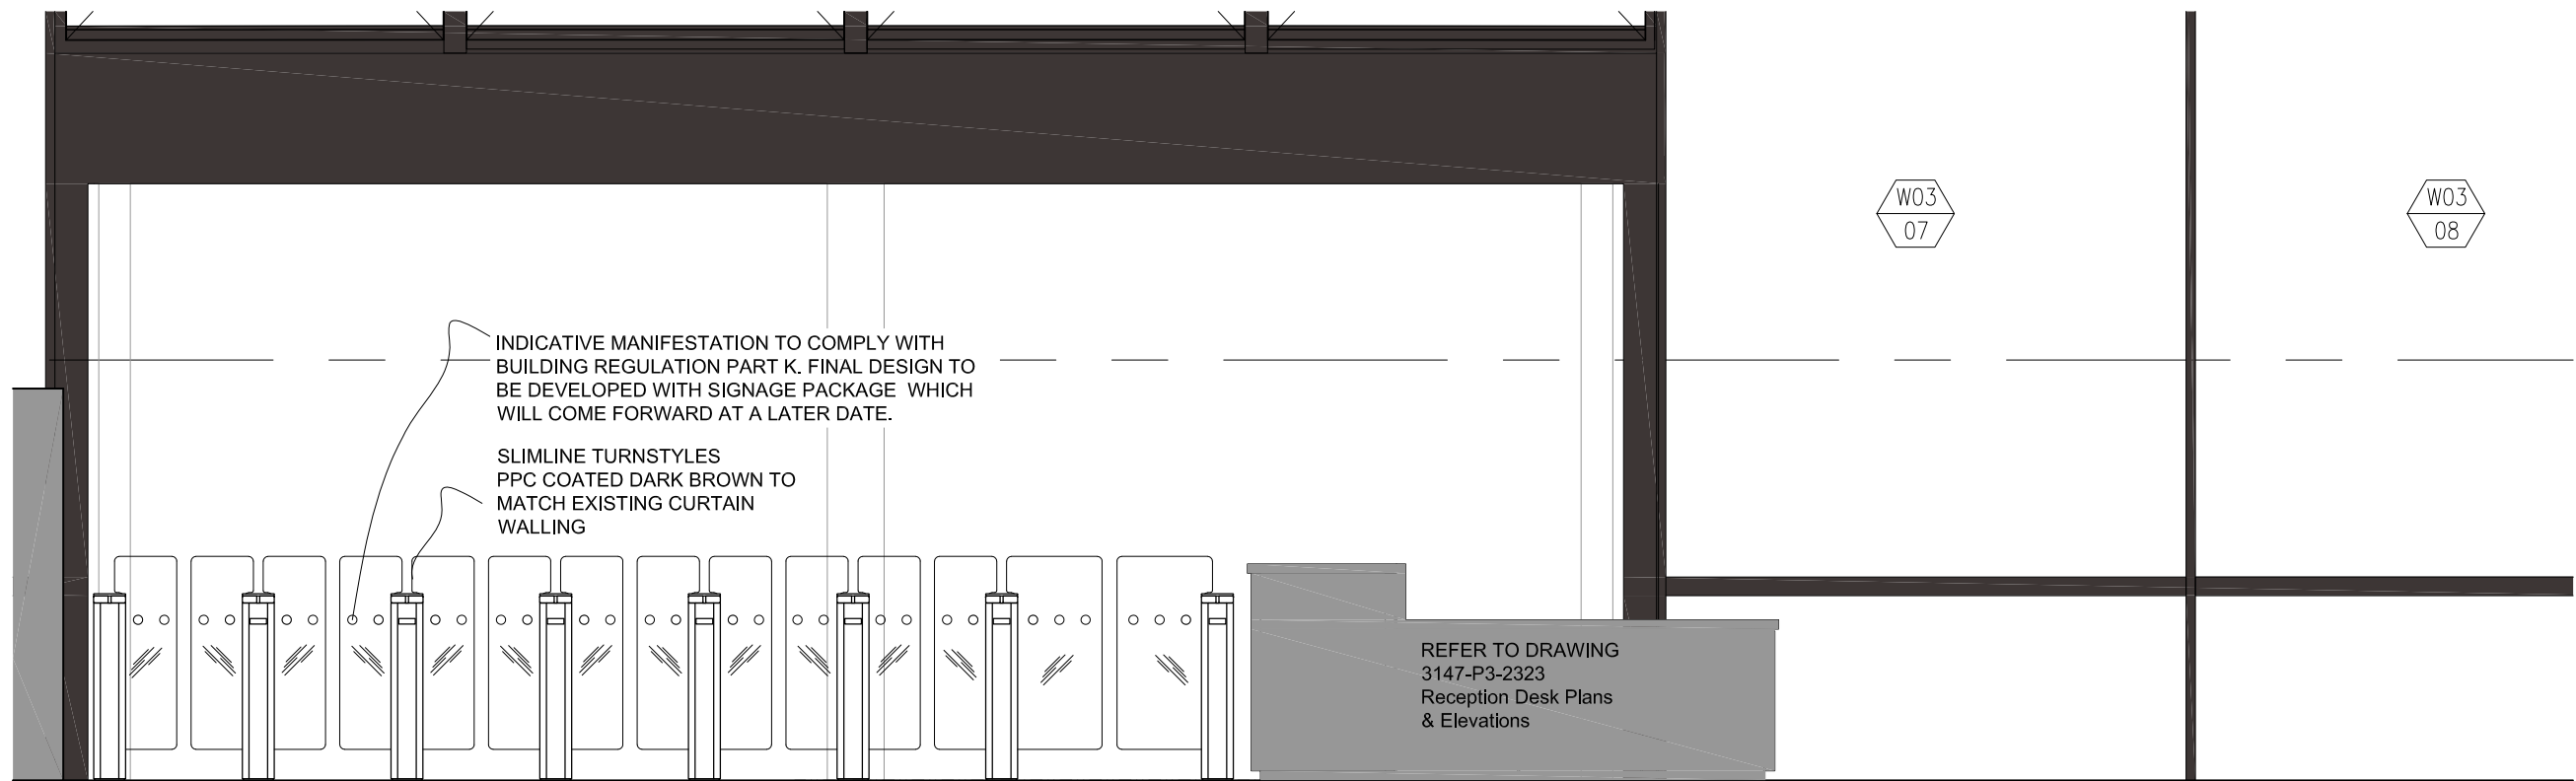 W03
07
W03
08
INDICATIVE MANIFESTATION TO COMPLY WITH
BUILDING REGULATION PART K. FINAL DESIGN TO
BE DEVELOPED WITH SIGNAGE PACKAGE WHICH
WILL COME FORWARD AT A LATER DATE.
SLIMLINE TURNSTYLES
PPC COATED DARK BROWN TO
MATCH EXISTING CURTAIN
WALLING
REFER TO DRAWING
3147-P3-2323
Reception Desk Plans
& Elevations